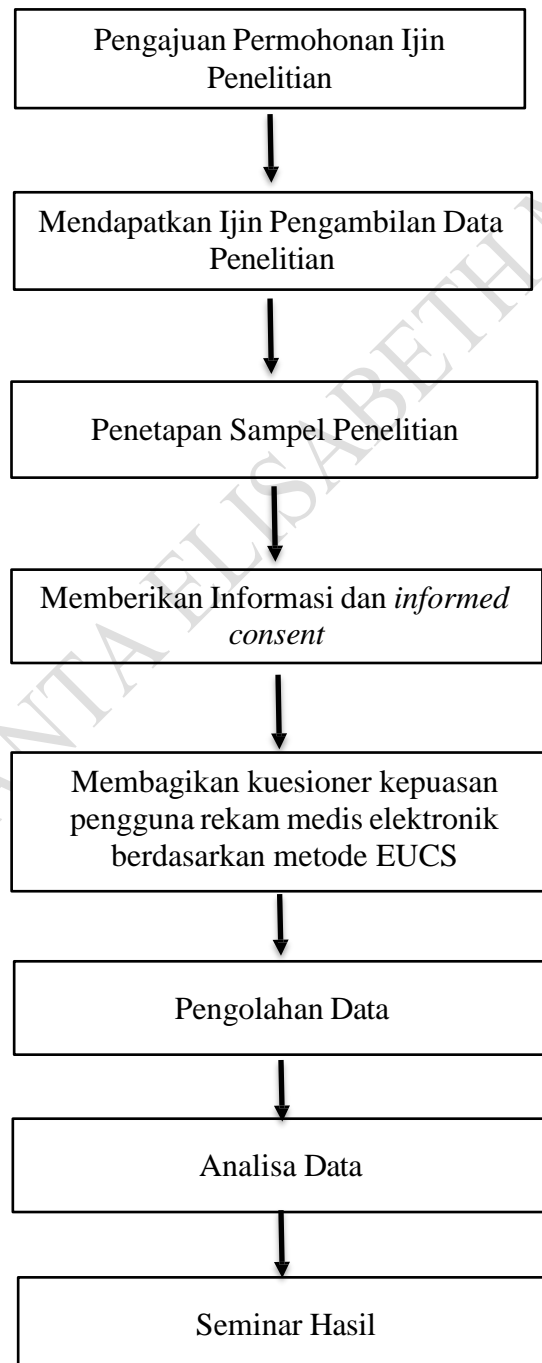 Pengajuan Permohonan Ijin
Penelitian
Mendapatkan Ijin Pengambilan Data
Penelitian
Penetapan Sampel Penelitian
Memberikan Informasi dan informed
consent
Membagikan kuesioner kepuasan
pengguna rekam medis elektronik
berdasarkan metode EUCS
Pengolahan Data
Analisa Data
Seminar Hasil
ELISABETH